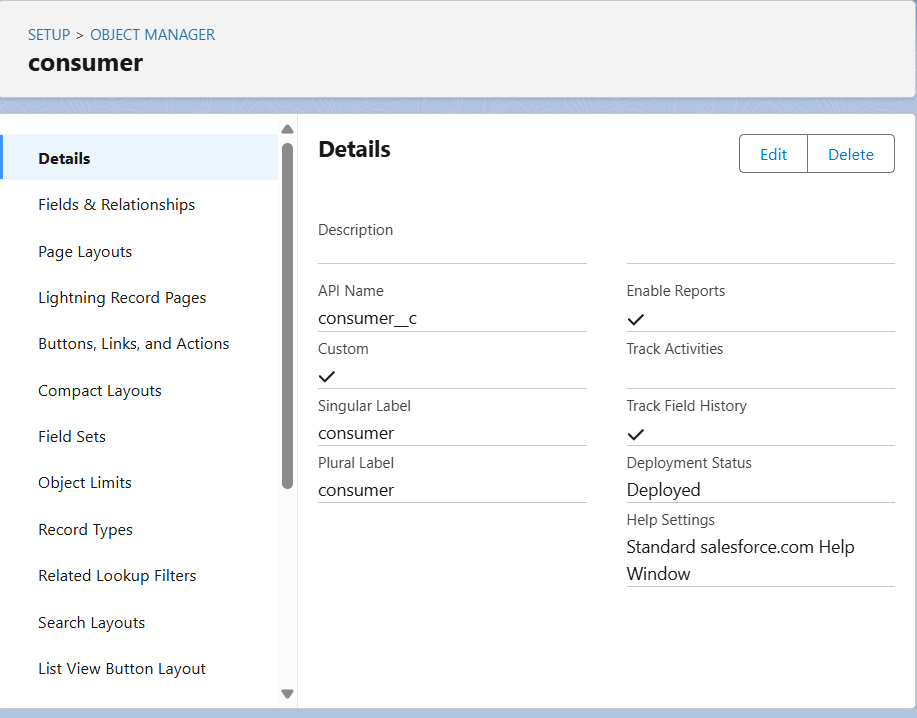 SETUP > OBJECT MANAGER
consumer
Details
Fields & Relationships
Page Layouts
Lightning Record Pages
Buttons, Links, and Actions
Compact Layouts
Field Sets
Object Limits
Record Types
Related Lookup Filters
Search Layouts
List View Button Layout
Details
Edit
Delete
Description
API Name
consumer__c
Custom
Singular Label
consumer
Plural Label
consumer
Enable Reports
Track Activities
Track Field History
Deployment Status
Deployed
Help Settings
Standard salesforce.com Help
Window